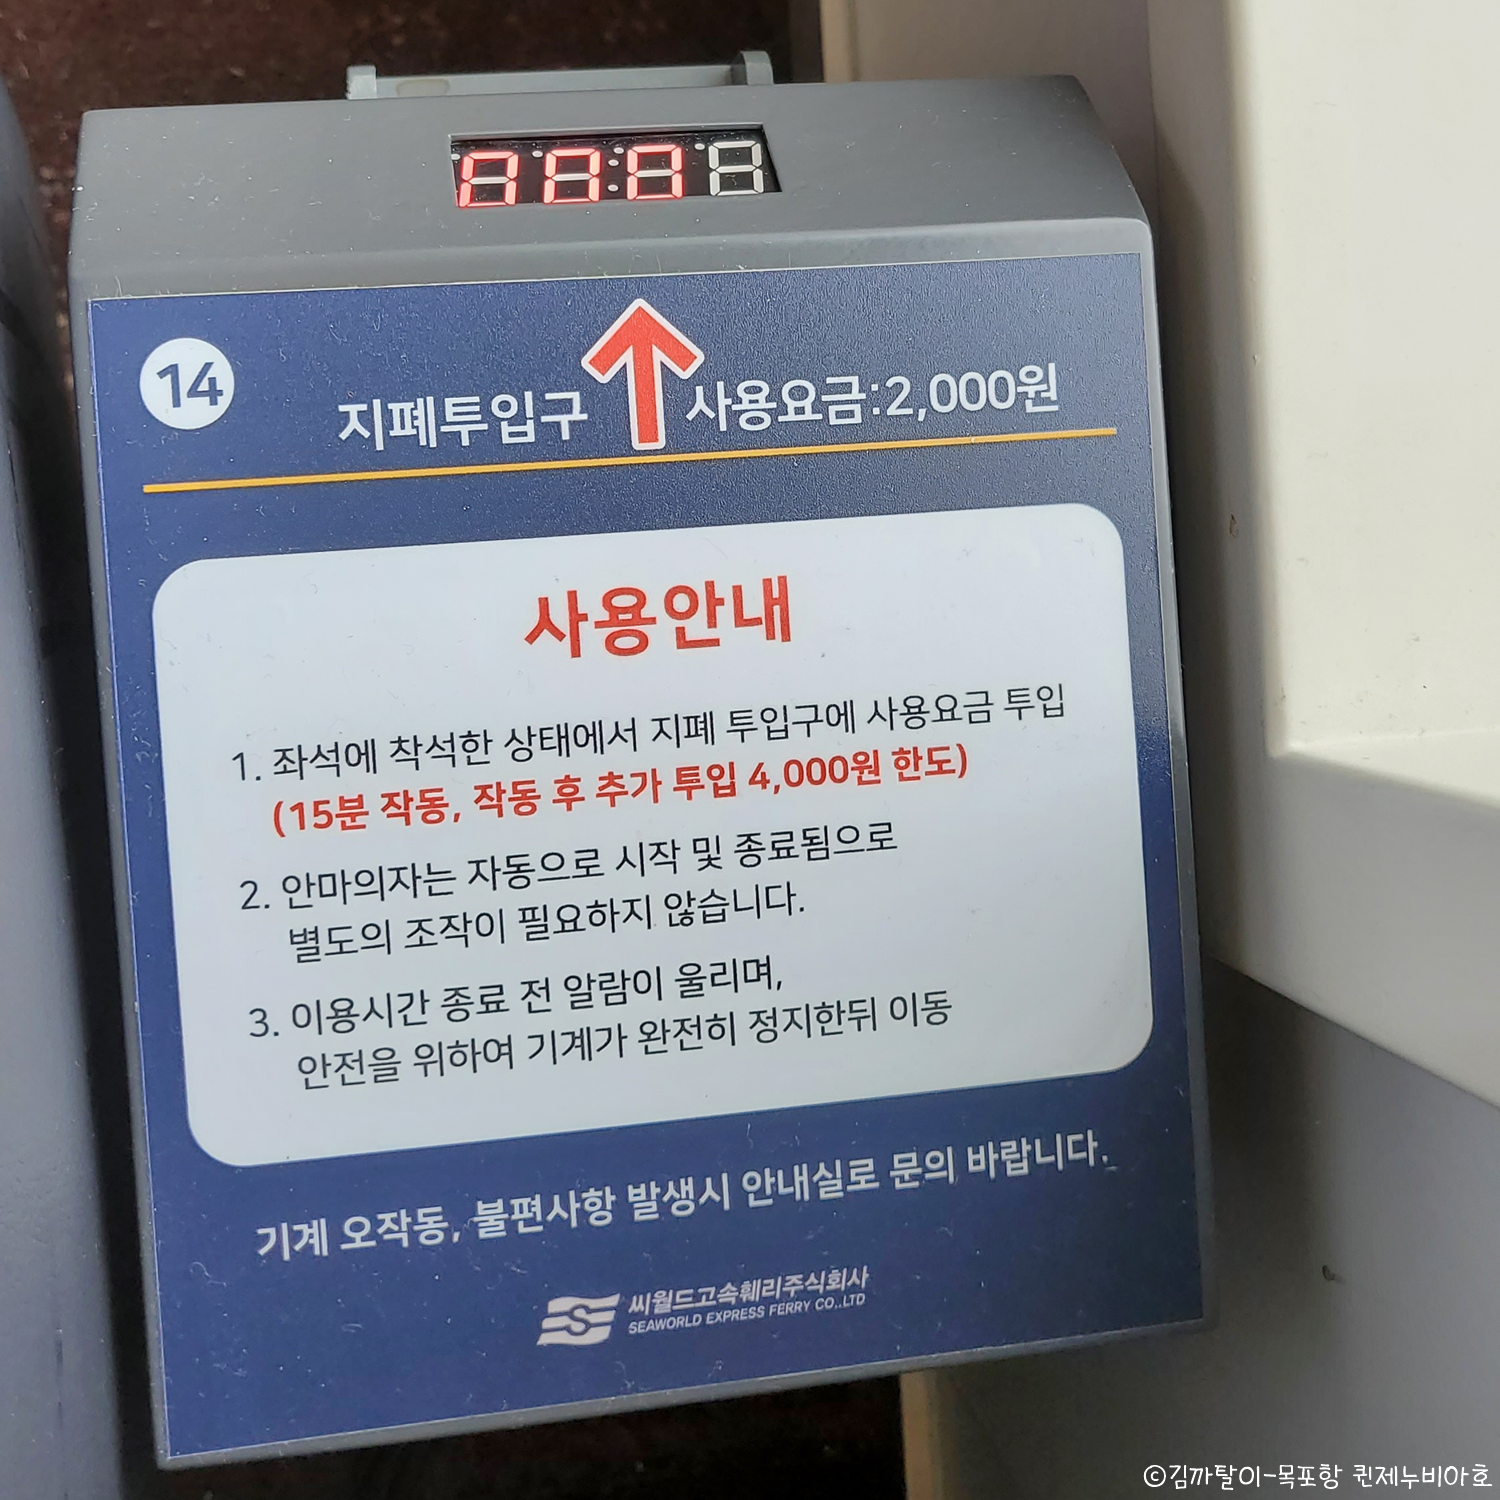 14
지폐투입구 사용요금:2,000원
사용안내
1. 좌석에 착석한 상태에서 지폐 투입구에 사용요금 투입
(15분 작동, 작동 후 추가 투입 4,000원 한도)
2. 안마의자는 자동으로 시작 및 종료됨으로
별도의 조작이 필요하지 않습니다.
3. 이용시간 종료 전 알람이 울리며,
안전을 위하여 기계가 완전히 정지한뒤 이동
기계 오작동, 불편사항 발생시 안내실로 문의 바랍니다.
씨월드고속훼리주식회사
SEAWORLD EXPRESS FERRY CO.,LTD
©김까탈이-목포항 퀸제누비아호